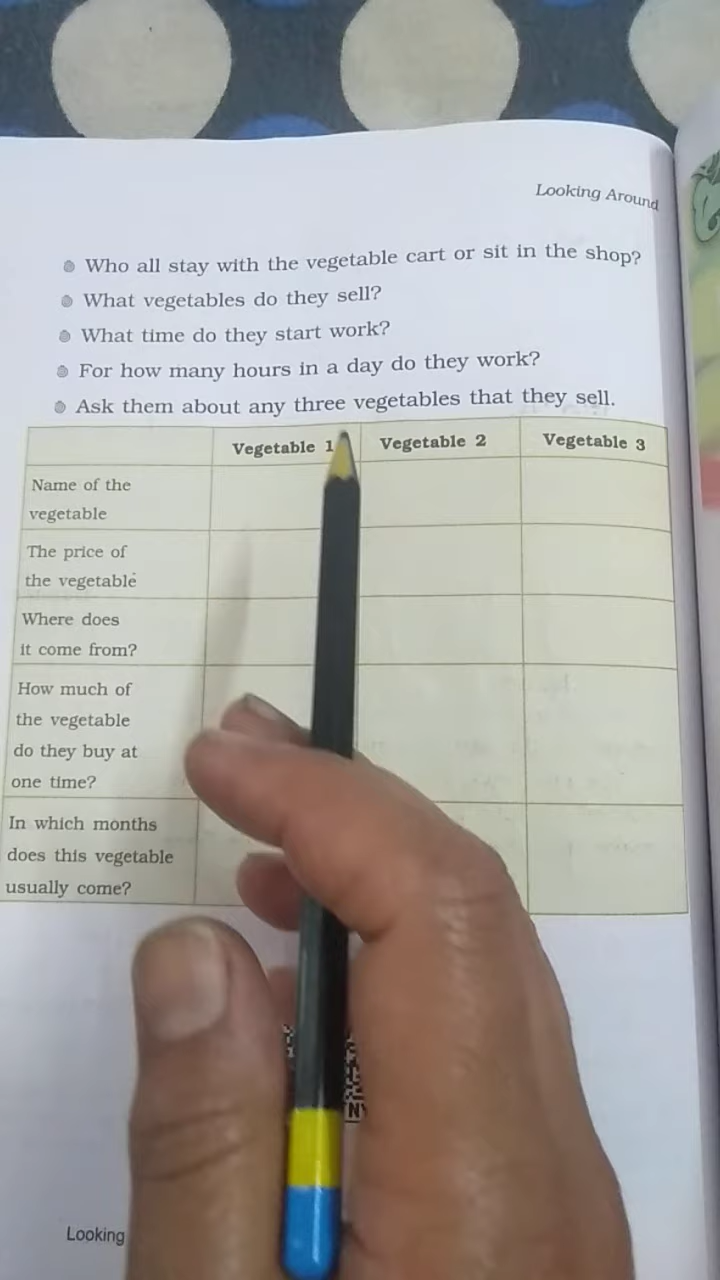 Looking Around
Who all stay with the vegetable cart or sit in the shop?
What vegetables do they sell?
What time do they start work?
For how many hours in a day do they work?
Ask them about any three vegetables that they sell.
Vegetable 1 Vegetable 2 Vegetable 3
Name of the
vegetable
The price of
the vegetable
Where does
it come from?
How much of
the vegetable
do they buy at
one time?
In which months
does this vegetable
usually come?
Looking